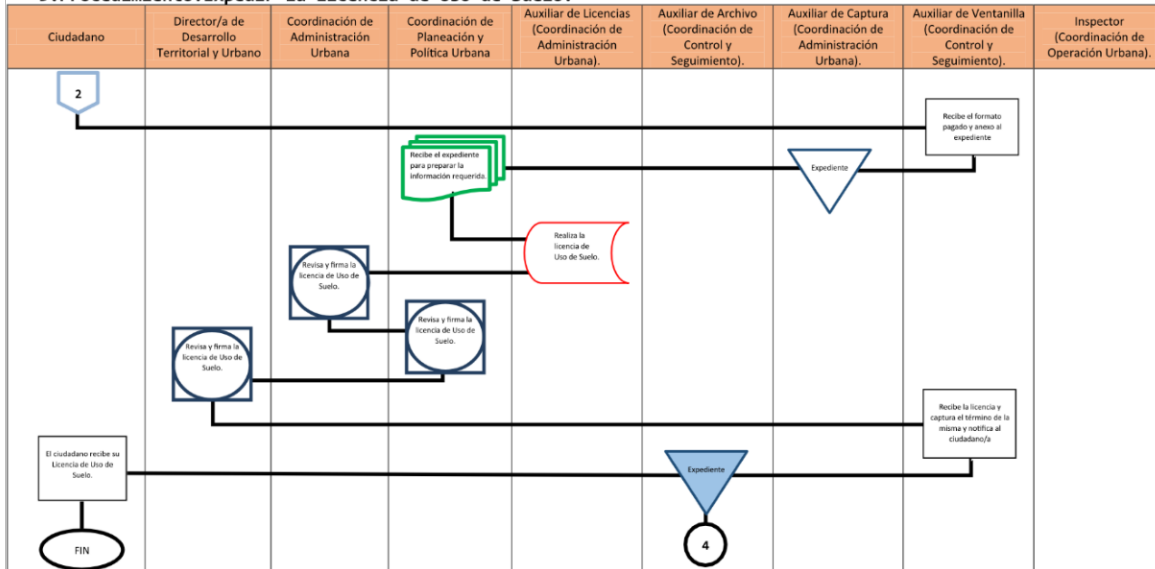 Ciudadano
Director/a de
Desarrollo
Territorial y Urbano
Coordinación de
Administración
Urbana
Coordinación de
Planeación y
Política Urbana
Auxiliar de Licencias
(Coordinación de
Administración
Urbana).
Auxiliar de Archivo
(Coordinación de
Control y
Seguimiento).
Auxiliar de Captura
(Coordinación de
Administración
Urbana).
Auxiliar de Ventanilla
(Coordinación de
Control y
Seguimiento).
Inspector
(Coordinación de
Operación Urbana).
2
Recibe el formato
pagado y anexo al
expediente
Recibe el expediente
para preparar la
información requerida.
Expediente
Realiza la
licencia de
Uso de Suelo.
Revisa y firma la
licencia de Uso de
Suelo.
Revisa y firma la
licencia de Uso de
Suelo.
Revisa y firma la
licencia de Uso de
Suelo.
Recibe la licencia y
captura el término de la
misma y notifica al
ciudadano/a
El ciudadano recibe su
Licencia de Uso de
Suelo.
Expediente
FIN
4